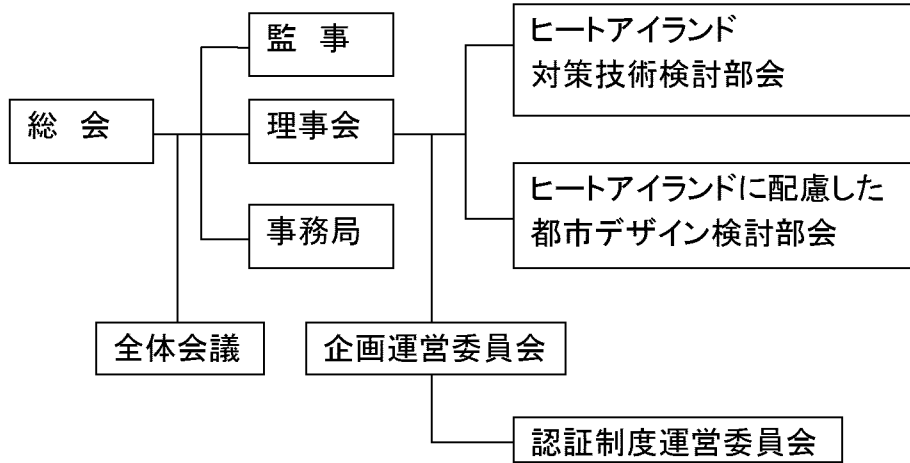 監　事
ヒートアイランド
対策技術検討部会
総　会
理事会
ヒートアイランドに配慮した
都市デザイン検討部会
事務局
全体会議
企画運営委員会
認証制度運営委員会